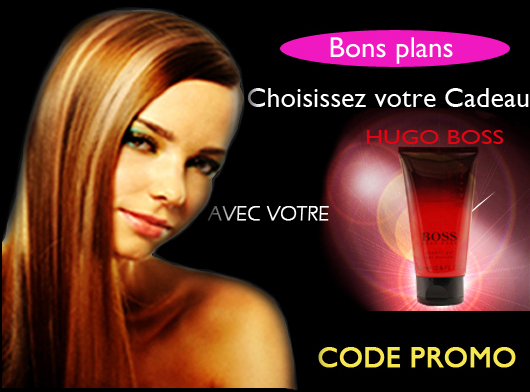 Bons plans
Choisissez votre Cadeau
HUGO BOSS
AVEC VOTRE
BOSS
CODE PROMO